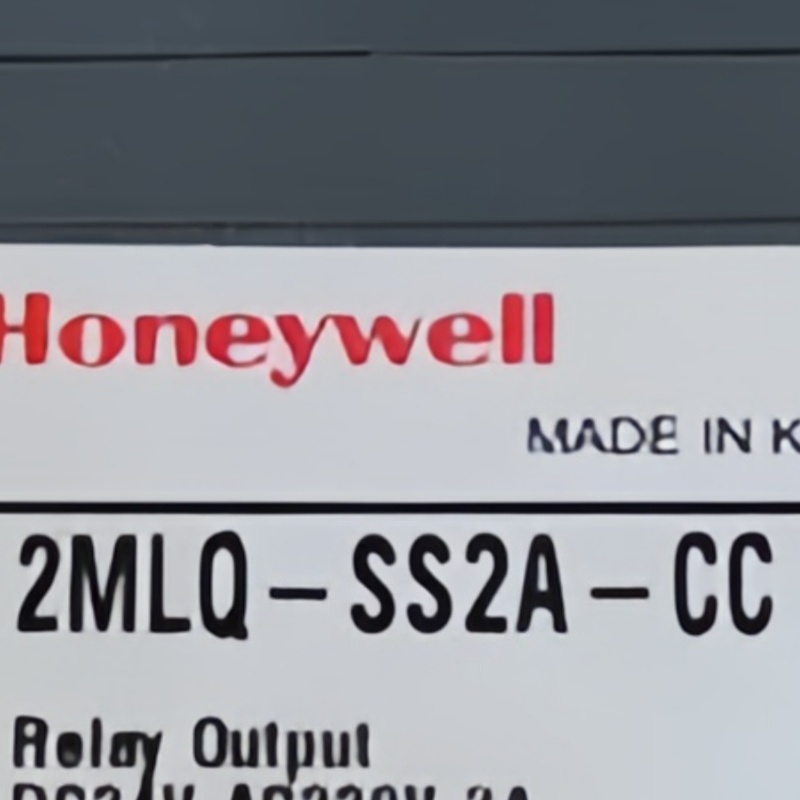 Honeywell
MADE IN K
2MLQ-SS2A-CC
Relay Output